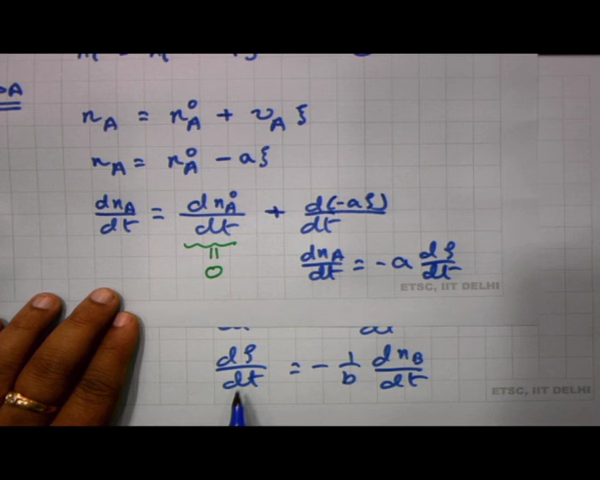 n_A = n_A^0 + ν_A ξ
n_A = n_A^0 - aξ
dn_A/dt = dn_A^0/dt + d(-aξ)/dt
= 0
dn_A/dt = -a dξ/dt
ETSC, IIT DELHI
dξ/dt = - 1/b dn_B/dt
ETSC, IIT DELHI